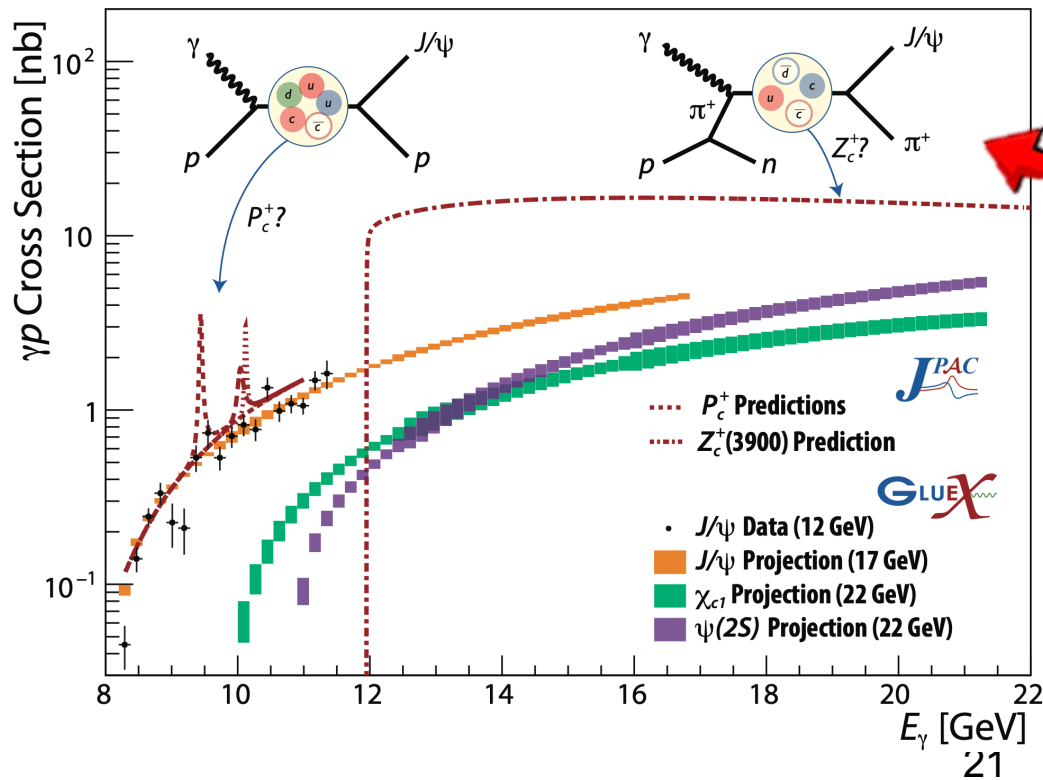 γp Cross Section [nb]
10²
10
1
10⁻¹
γ
J/ψ
d
u
u
c
c̅
p
p
P_c⁺?
γ
J/ψ
d̅
u
c
c̅
π⁺
π⁺
p
n
Z_c⁺?
JPAC
P_c⁺ Predictions
Z_c⁺(3900) Prediction
GLUEX
J/ψ Data (12 GeV)
J/ψ Projection (17 GeV)
χ_c1 Projection (22 GeV)
ψ(2S) Projection (22 GeV)
8 10 12 14 16 18 20 22
E_γ [GeV]
21